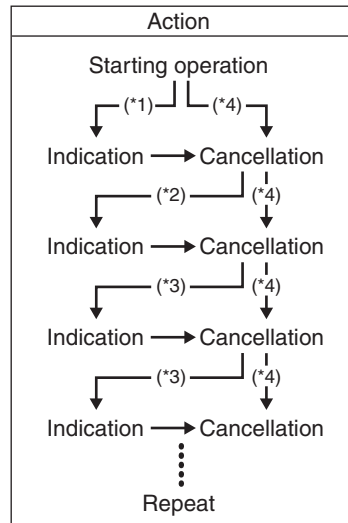 Action
Starting operation
(*1) (*4)
Indication Cancellation
(*2) (*4)
Indication Cancellation
(*3) (*4)
Indication Cancellation
(*3) (*4)
Indication Cancellation
Repeat